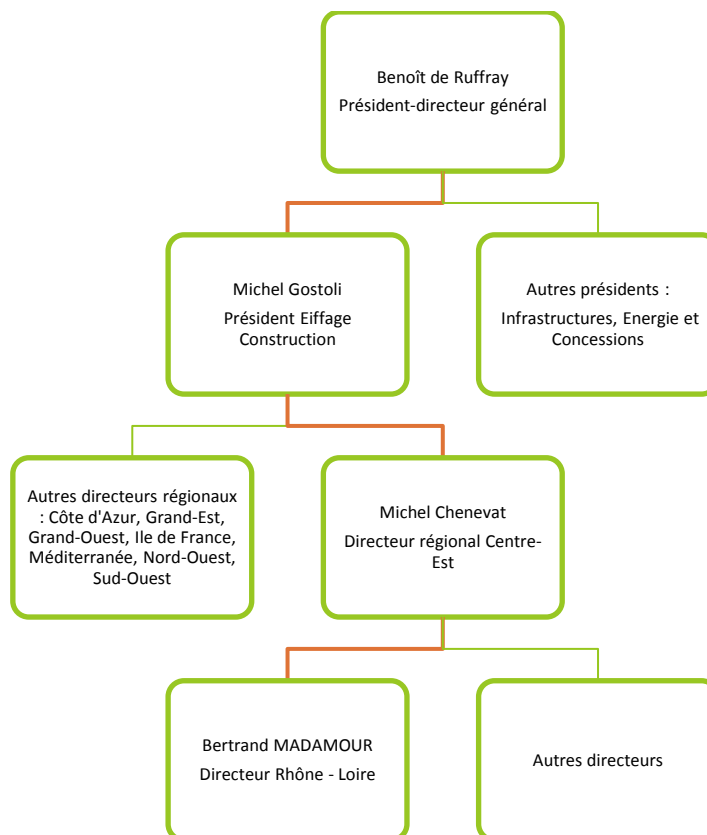 Benoît de Ruffray
Président-directeur général
Michel Gostoli
Président Eiffage
Construction
Autres présidents :
Infrastructures, Energie et
Concessions
Autres directeurs régionaux
: Côte d'Azur, Grand-Est,
Grand-Ouest, Ile de France,
Méditerranée, Nord-Ouest,
Sud-Ouest
Michel Chenevat
Directeur régional Centre-
Est
Bertrand MADAMOUR
Directeur Rhône - Loire
Autres directeurs